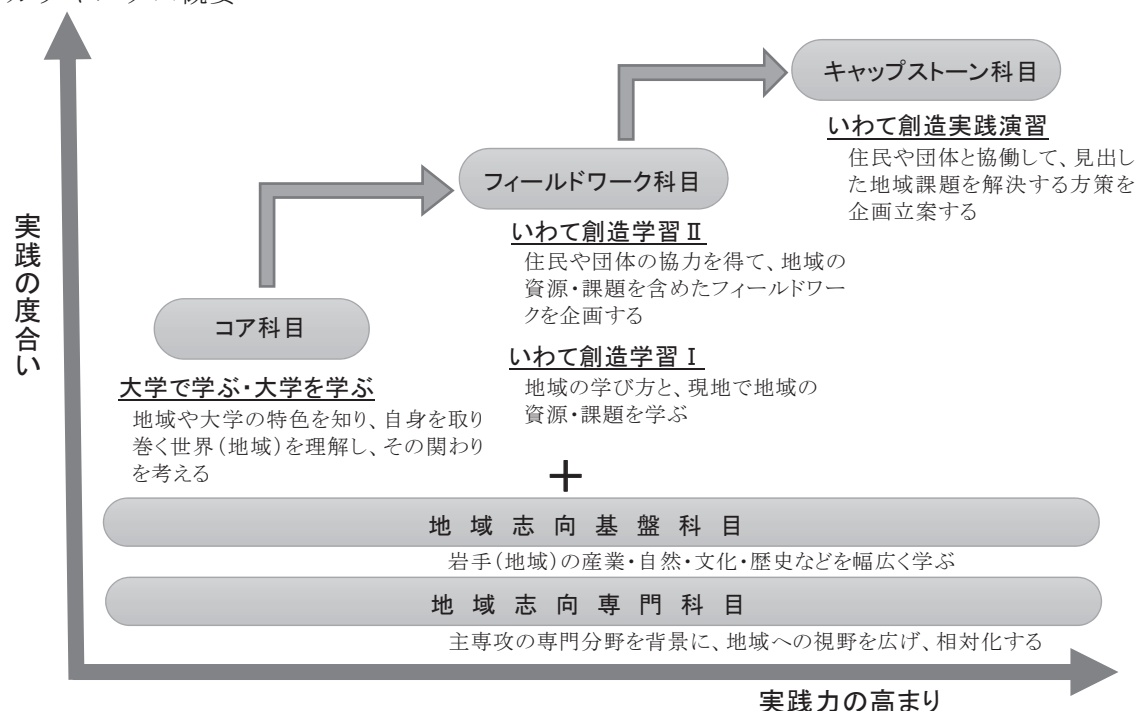 実践の度合い
キャップストーン科目
いわて創造実践演習
住民や団体と協働して、見出し
た地域課題を解決する方策を
企画立案する
フィールドワーク科目
いわて創造学習Ⅱ
住民や団体の協力を得て、地域の
資源・課題を含めたフィールドワー
クを企画する
いわて創造学習Ⅰ
地域の学び方と、現地で地域の
資源・課題を学ぶ
コア科目
大学で学ぶ・大学を学ぶ
地域や大学の特色を知り、自身を取り
巻く世界(地域)を理解し、その関わり
を考える
+
地域志向基盤科目
岩手(地域)の産業・自然・文化・歴史などを幅広く学ぶ
地域志向専門科目
主専攻の専門分野を背景に、地域への視野を広げ、相対化する
実践力の高まり